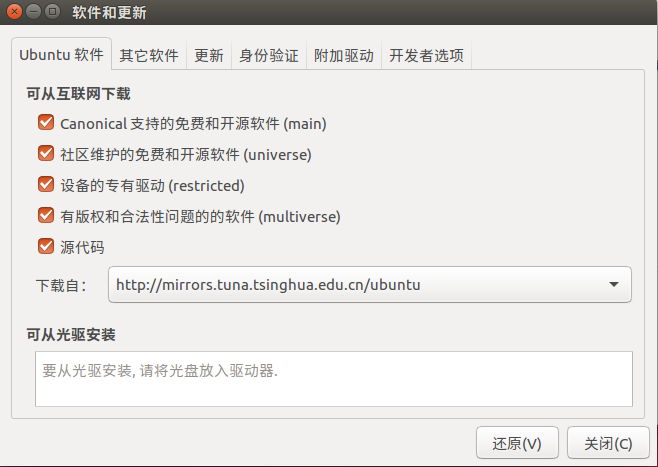 软件和更新
Ubuntu 软件 其它软件 更新 身份验证 附加驱动 开发者选项
可从互联网下载
Canonical 支持的免费和开源软件 (main)
社区维护的免费和开源软件 (universe)
设备的专有驱动 (restricted)
有版权和合法性问题的的软件 (multiverse)
源代码
下载自： http://mirrors.tuna.tsinghua.edu.cn/ubuntu
可从光驱安装
要从光驱安装, 请将光盘放入驱动器.
还原(V) 关闭(C)